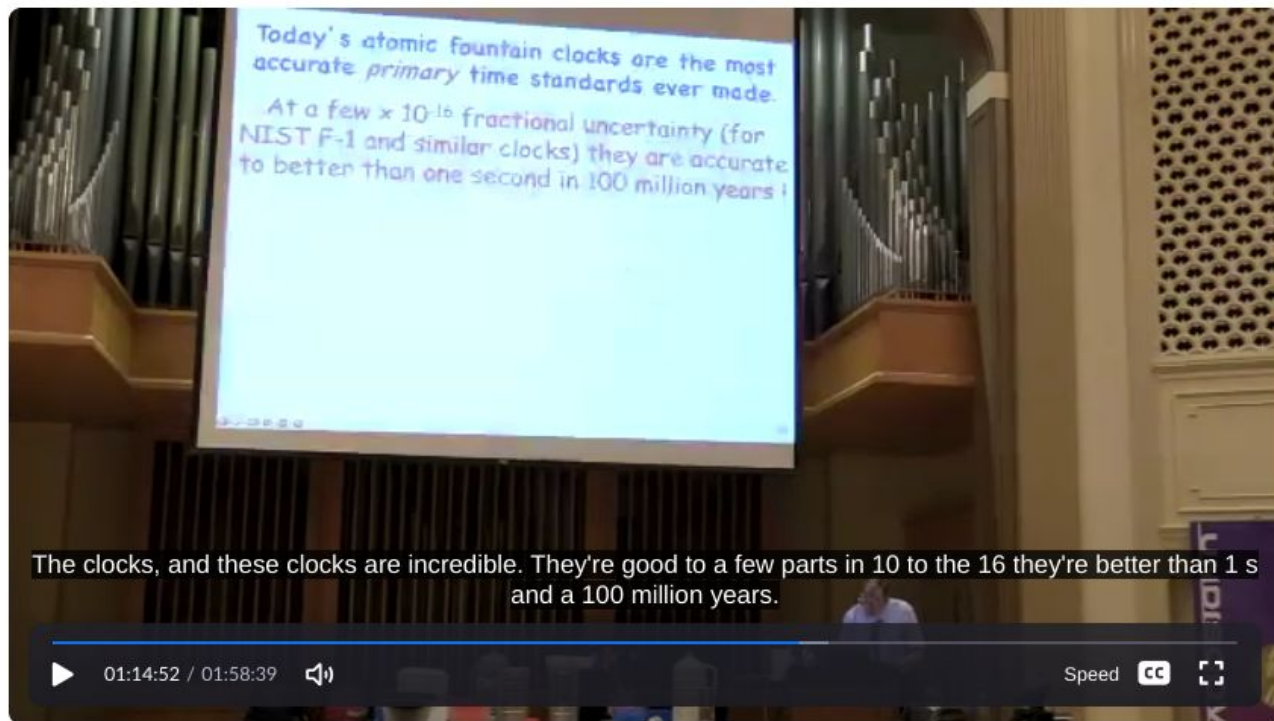 Today's atomic fountain clocks are the most
accurate primary time standards ever made.
At a few × 10-16 fractional uncertainty (for
NIST F-1 and similar clocks) they are accurate
to better than one second in 100 million years !
The clocks, and these clocks are incredible. They're good to a few parts in 10 to the 16 they're better than 1 s
and a 100 million years.
01:14:52 / 01:58:39
Speed
CC